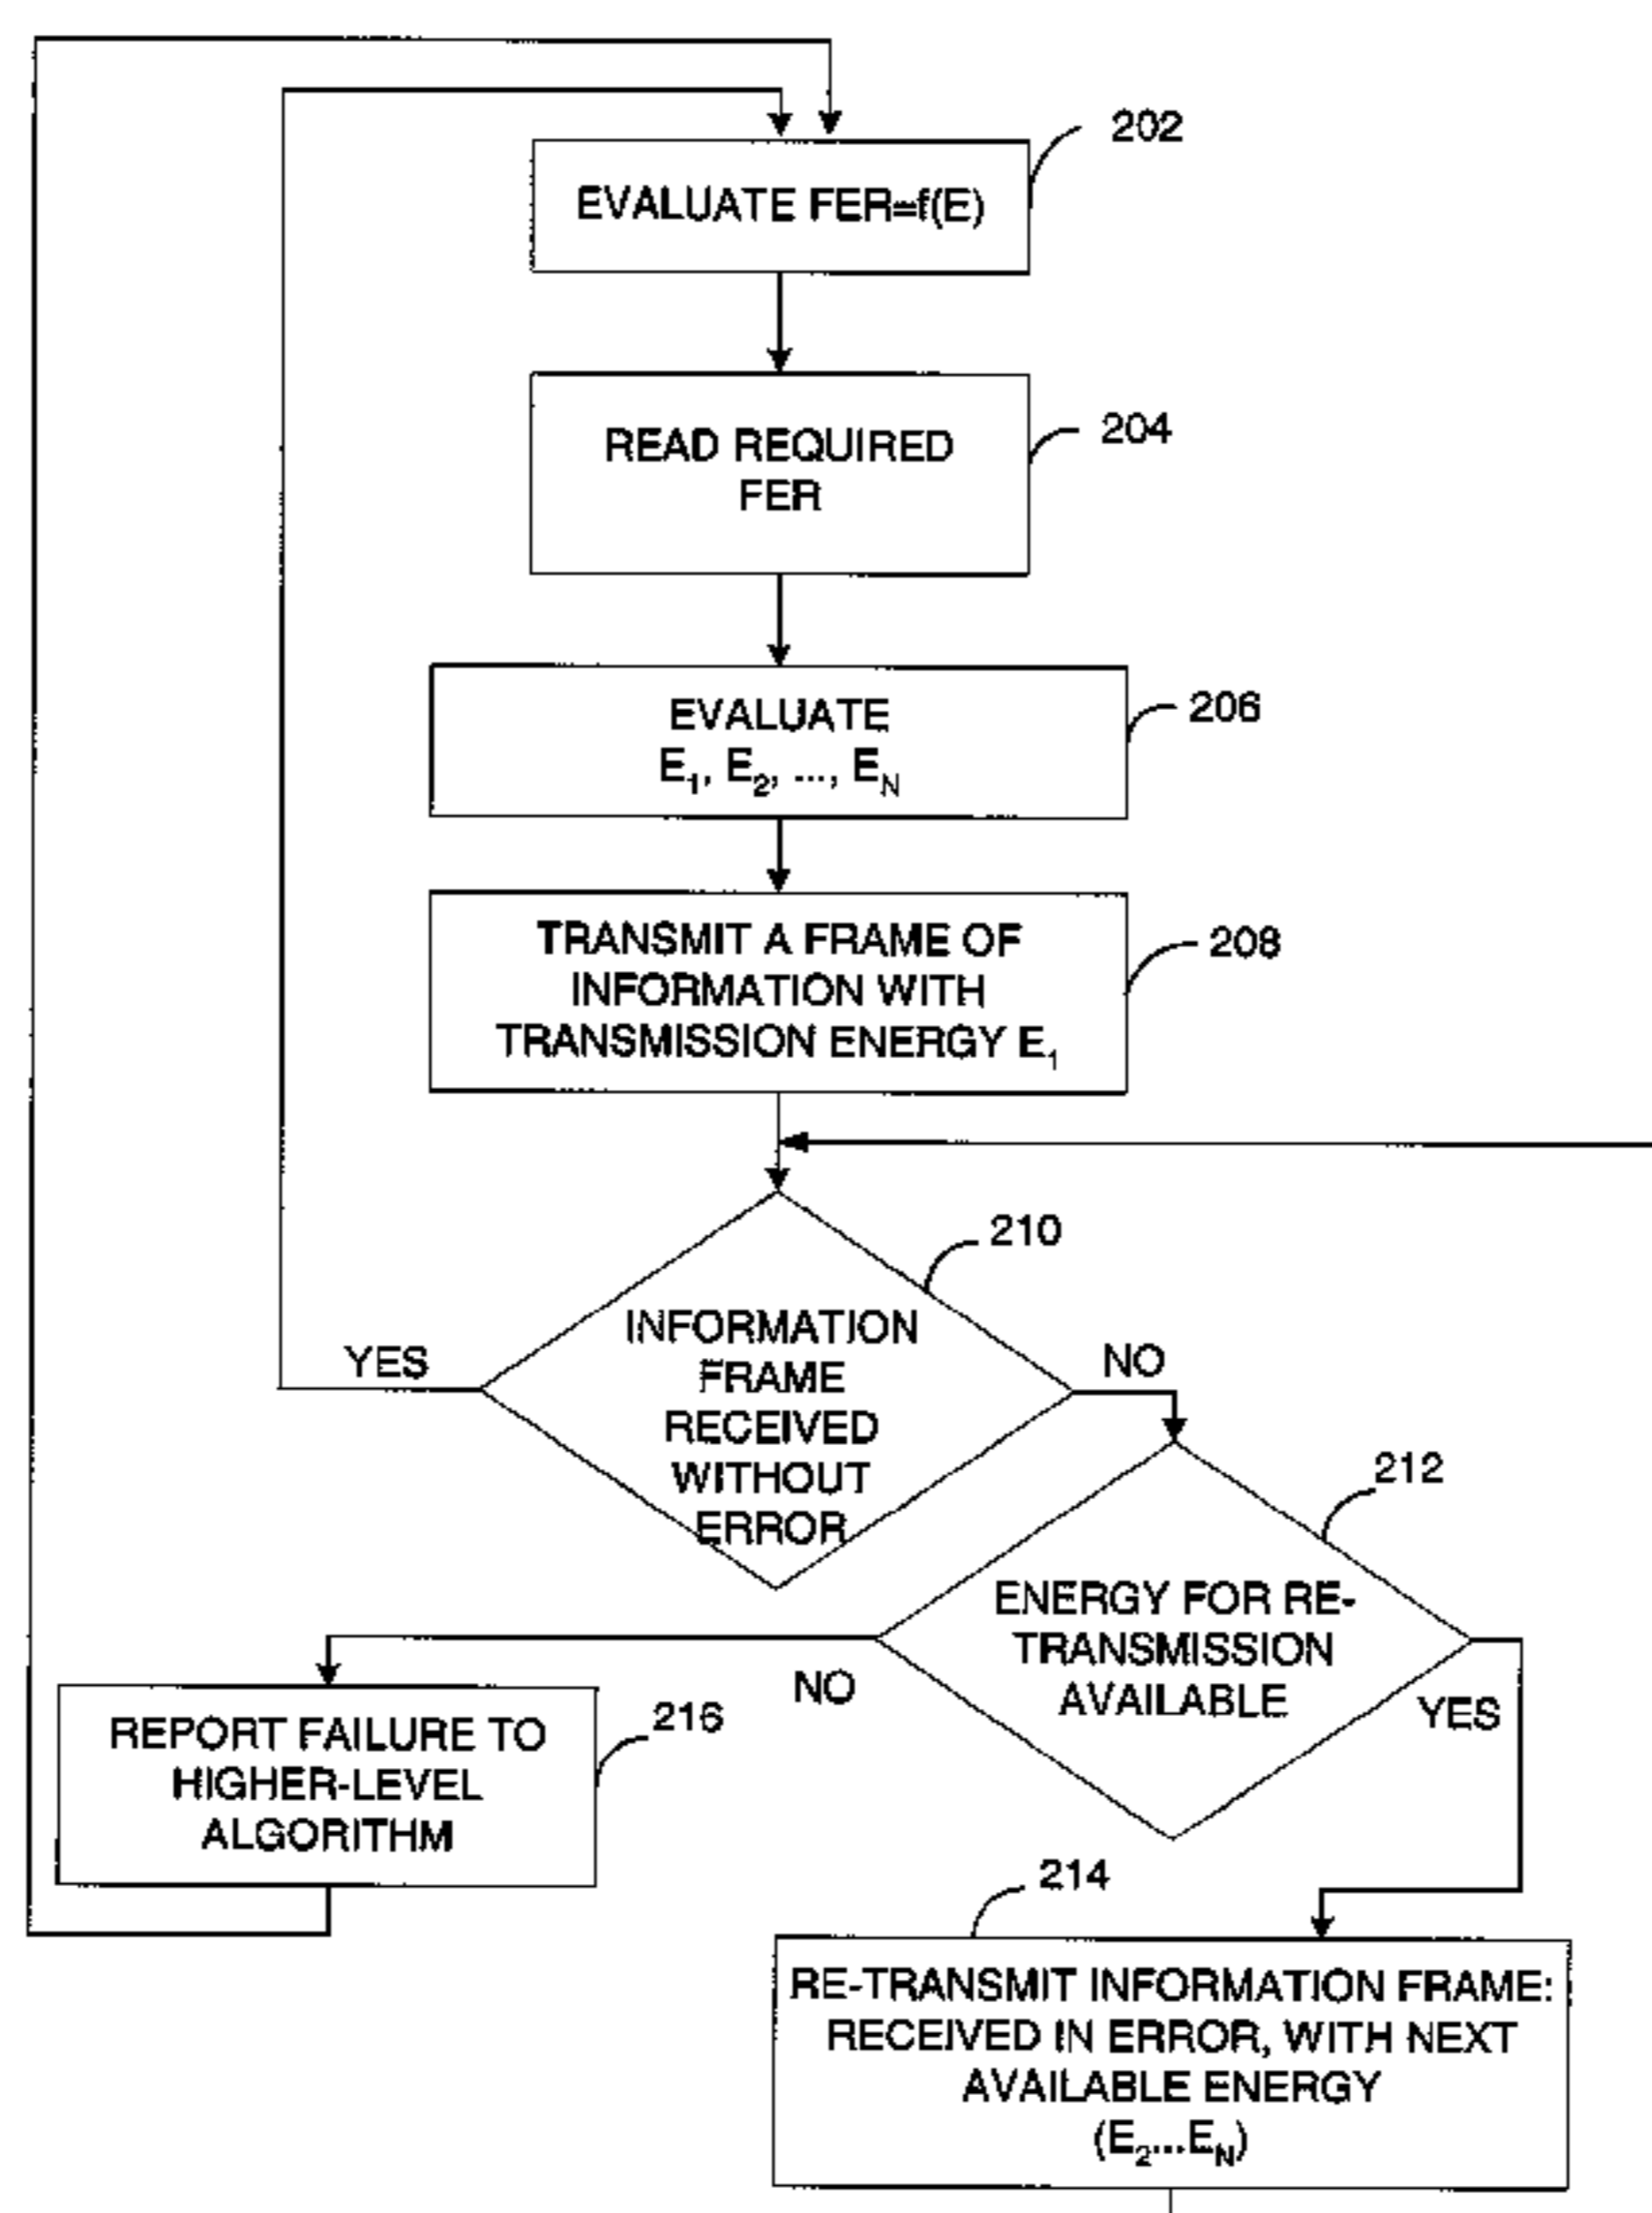 202
EVALUATE FER=f(E)
204
READ REQUIRED
FER
206
EVALUATE
E1, E2, ..., EN
208
TRANSMIT A FRAME OF
INFORMATION WITH
TRANSMISSION ENERGY E1
210
INFORMATION
FRAME
RECEIVED
WITHOUT
ERROR
YES
NO
212
ENERGY FOR RE-
TRANSMISSION
AVAILABLE
NO
YES
216
REPORT FAILURE TO
HIGHER-LEVEL
ALGORITHM
214
RE-TRANSMIT INFORMATION FRAME:
RECEIVED IN ERROR, WITH NEXT
AVAILABLE ENERGY
(E2...EN)